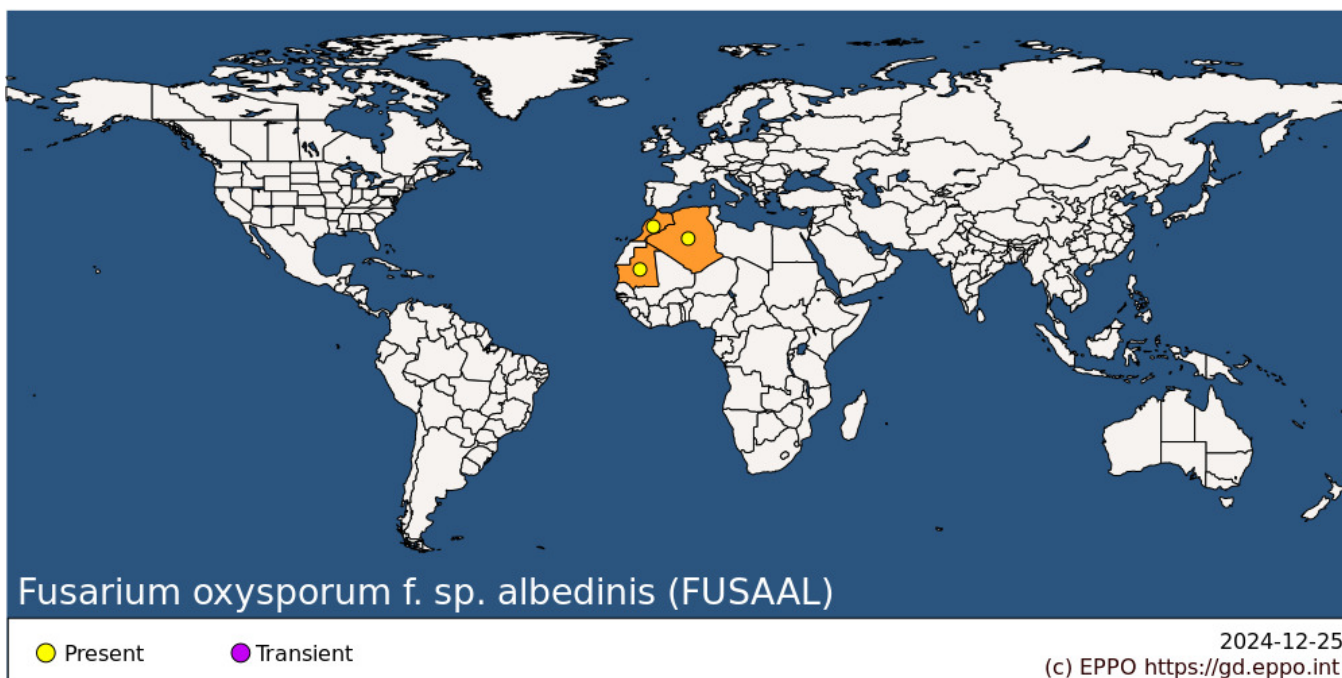 Fusarium oxysporum f. sp. albedinis (FUSAAL)
Present
Transient
2024-12-25
(c) EPPO https://gd.eppo.int